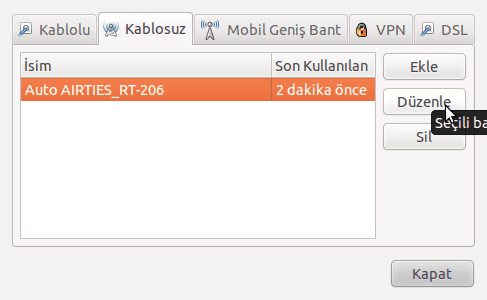 Kablolu Kablosuz Mobil Geniş Bant VPN DSL
İsim Son Kullanılan Ekle
Auto AIRTIES_RT-206 2 dakika önce
Düzenle
Seçili ba
Sil
Kapat